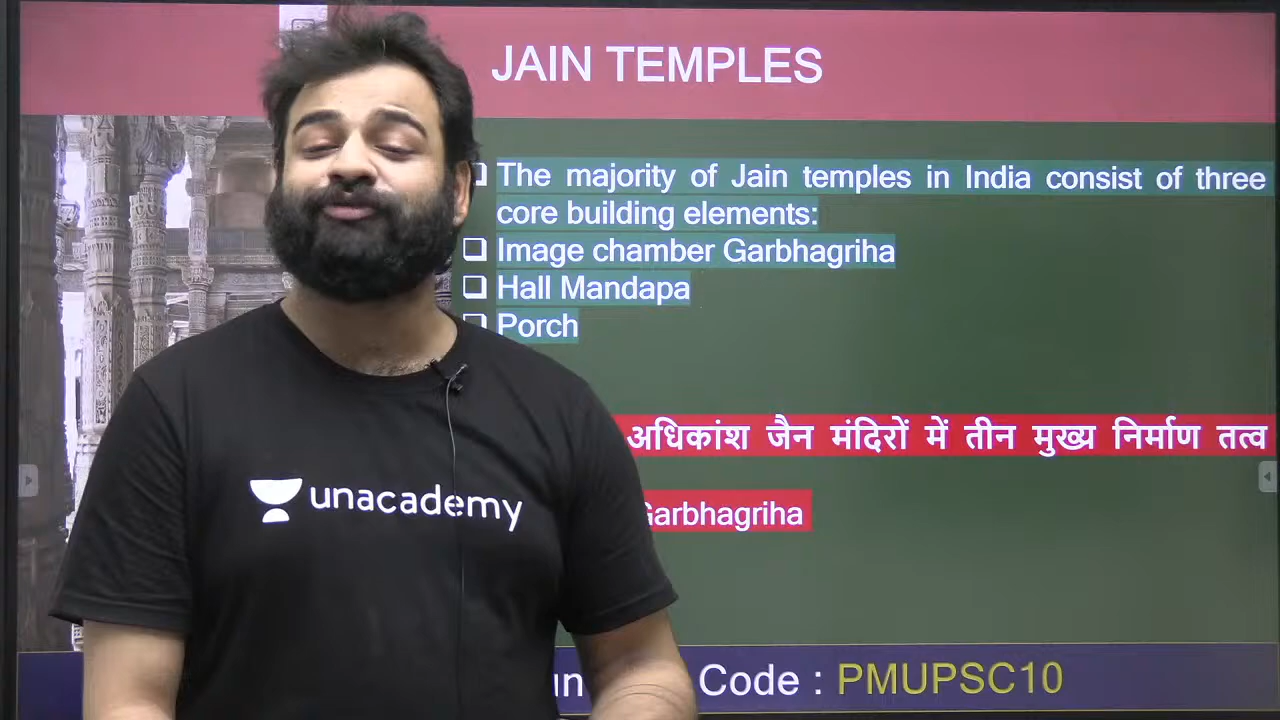 JAIN TEMPLES
The majority of Jain temples in India consist of three
core building elements:
Image chamber Garbhagriha
Hall Mandapa
Porch
अधिकांश जैन मंदिरों में तीन मुख्य निर्माण तत्व
Garbhagriha
unacademy
Code : PMUPSC10